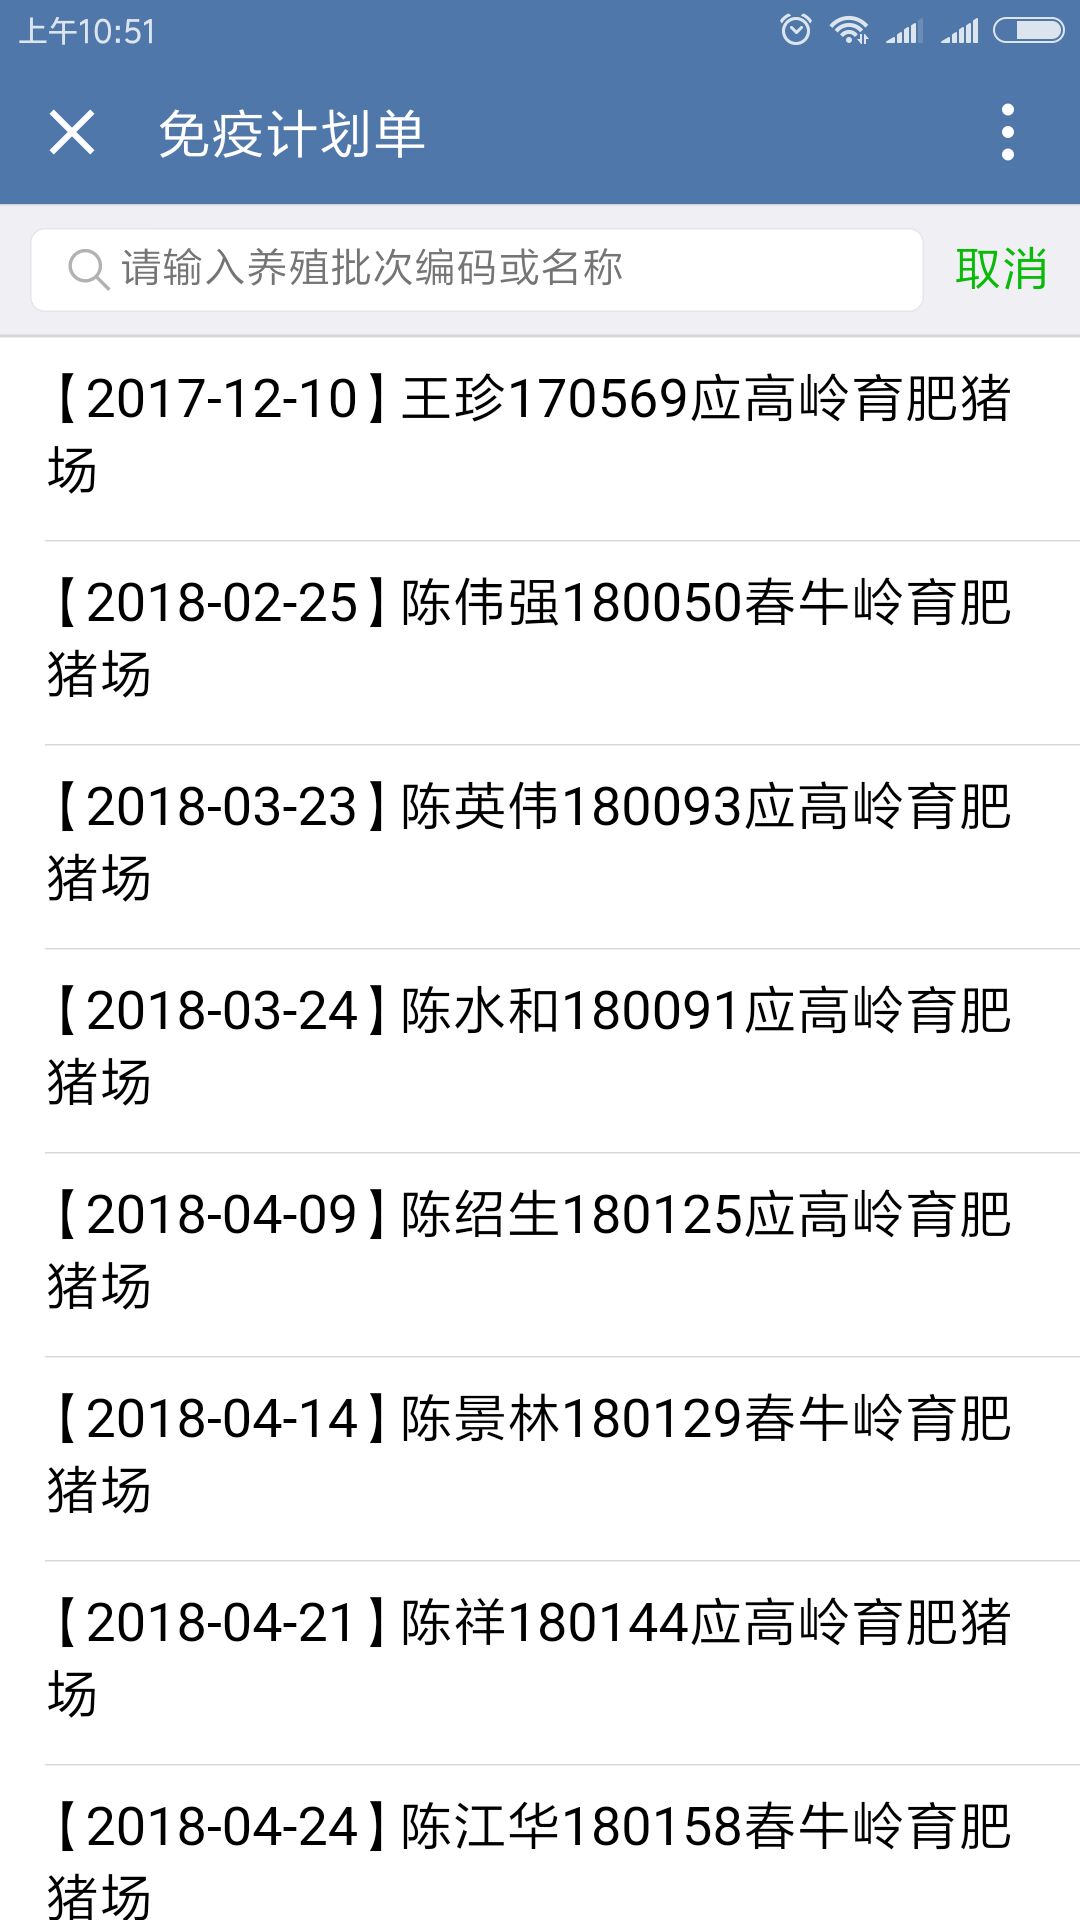 上午10:51
免疫计划单
请输入养殖批次编码或名称
取消
【2017-12-10】王珍170569应高岭育肥猪
场
【2018-02-25】陈伟强180050春牛岭育肥
猪场
【2018-03-23】陈英伟180093应高岭育肥
猪场
【2018-03-24】陈水和180091应高岭育肥
猪场
【2018-04-09】陈绍生180125应高岭育肥
猪场
【2018-04-14】陈景林180129春牛岭育肥
猪场
【2018-04-21】陈祥180144应高岭育肥猪
场
【2018-04-24】陈江华180158春牛岭育肥
猪场